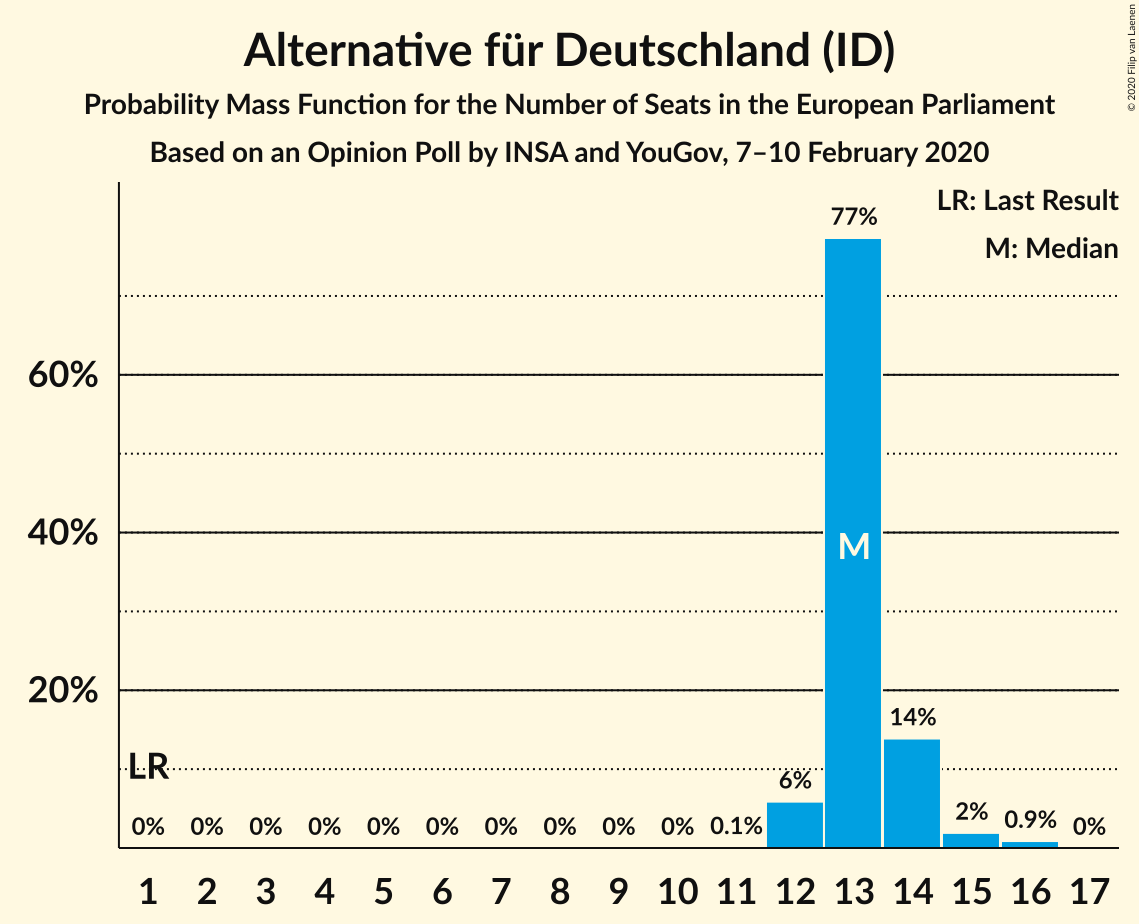 Alternative für Deutschland (ID)
Probability Mass Function for the Number of Seats in the European Parliament
Based on an Opinion Poll by INSA and YouGov, 7–10 February 2020
© 2020 Filip van Laenen
LR: Last Result
M: Median
77%
60%
40%
M
20%
14%
LR
6%
0% 0% 0% 0% 0% 0% 0% 0% 0% 0% 0.1% 2% 0.9% 0%
1 2 3 4 5 6 7 8 9 10 11 12 13 14 15 16 17